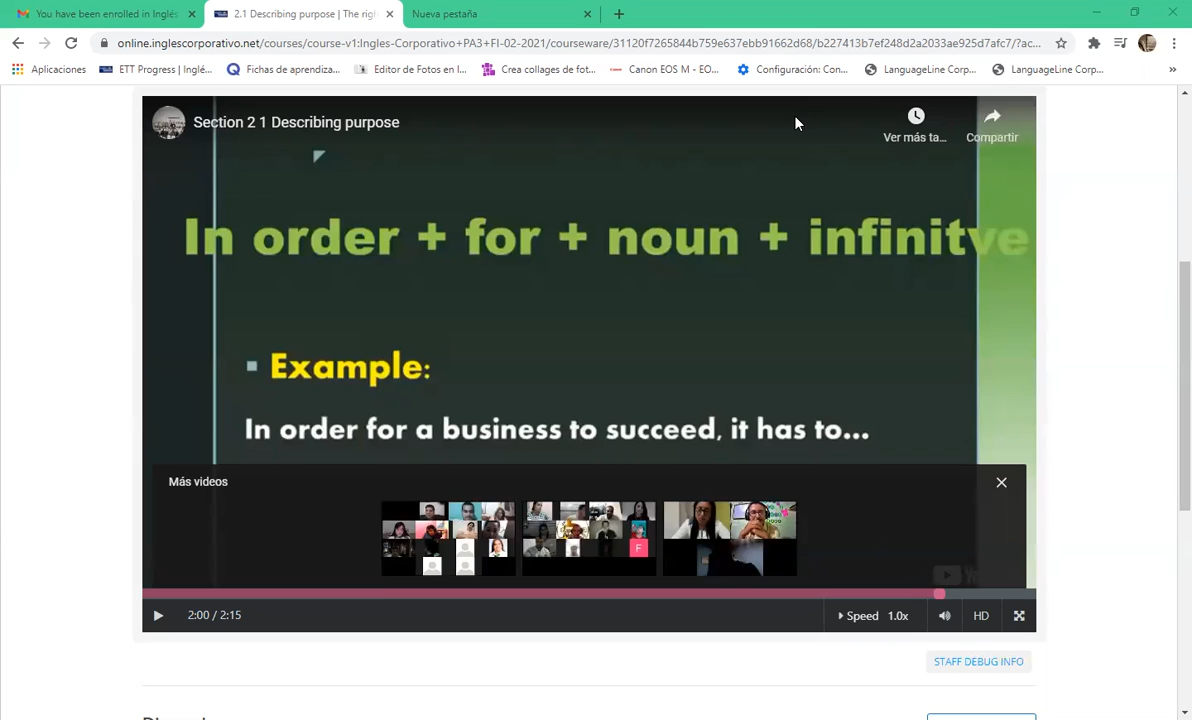 You have been enrolled in Inglés
2.1 Describing purpose | The righ
Nueva pestaña
online.inglescorporativo.net/courses/course-v1:Ingles-Corporativo+PA3+FI-02-2021/courseware/31120f7265844b759e637ebb91662d68/b227413b7ef248d2a2033ae925d7afc7/?ac...
Aplicaciones
ETT Progress | Inglé...
Fichas de aprendiza...
Editor de Fotos en l...
Crea collages de fot...
Canon EOS M - EO...
Configuración: Con...
LanguageLine Corp...
LanguageLine Corp...
Section 2 1 Describing purpose
Ver más ta...
Compartir
In order + for + noun + infinitve
Example:
In order for a business to succeed, it has to...
Más videos
F
2:00 / 2:15
Speed 1.0x
HD
STAFF DEBUG INFO